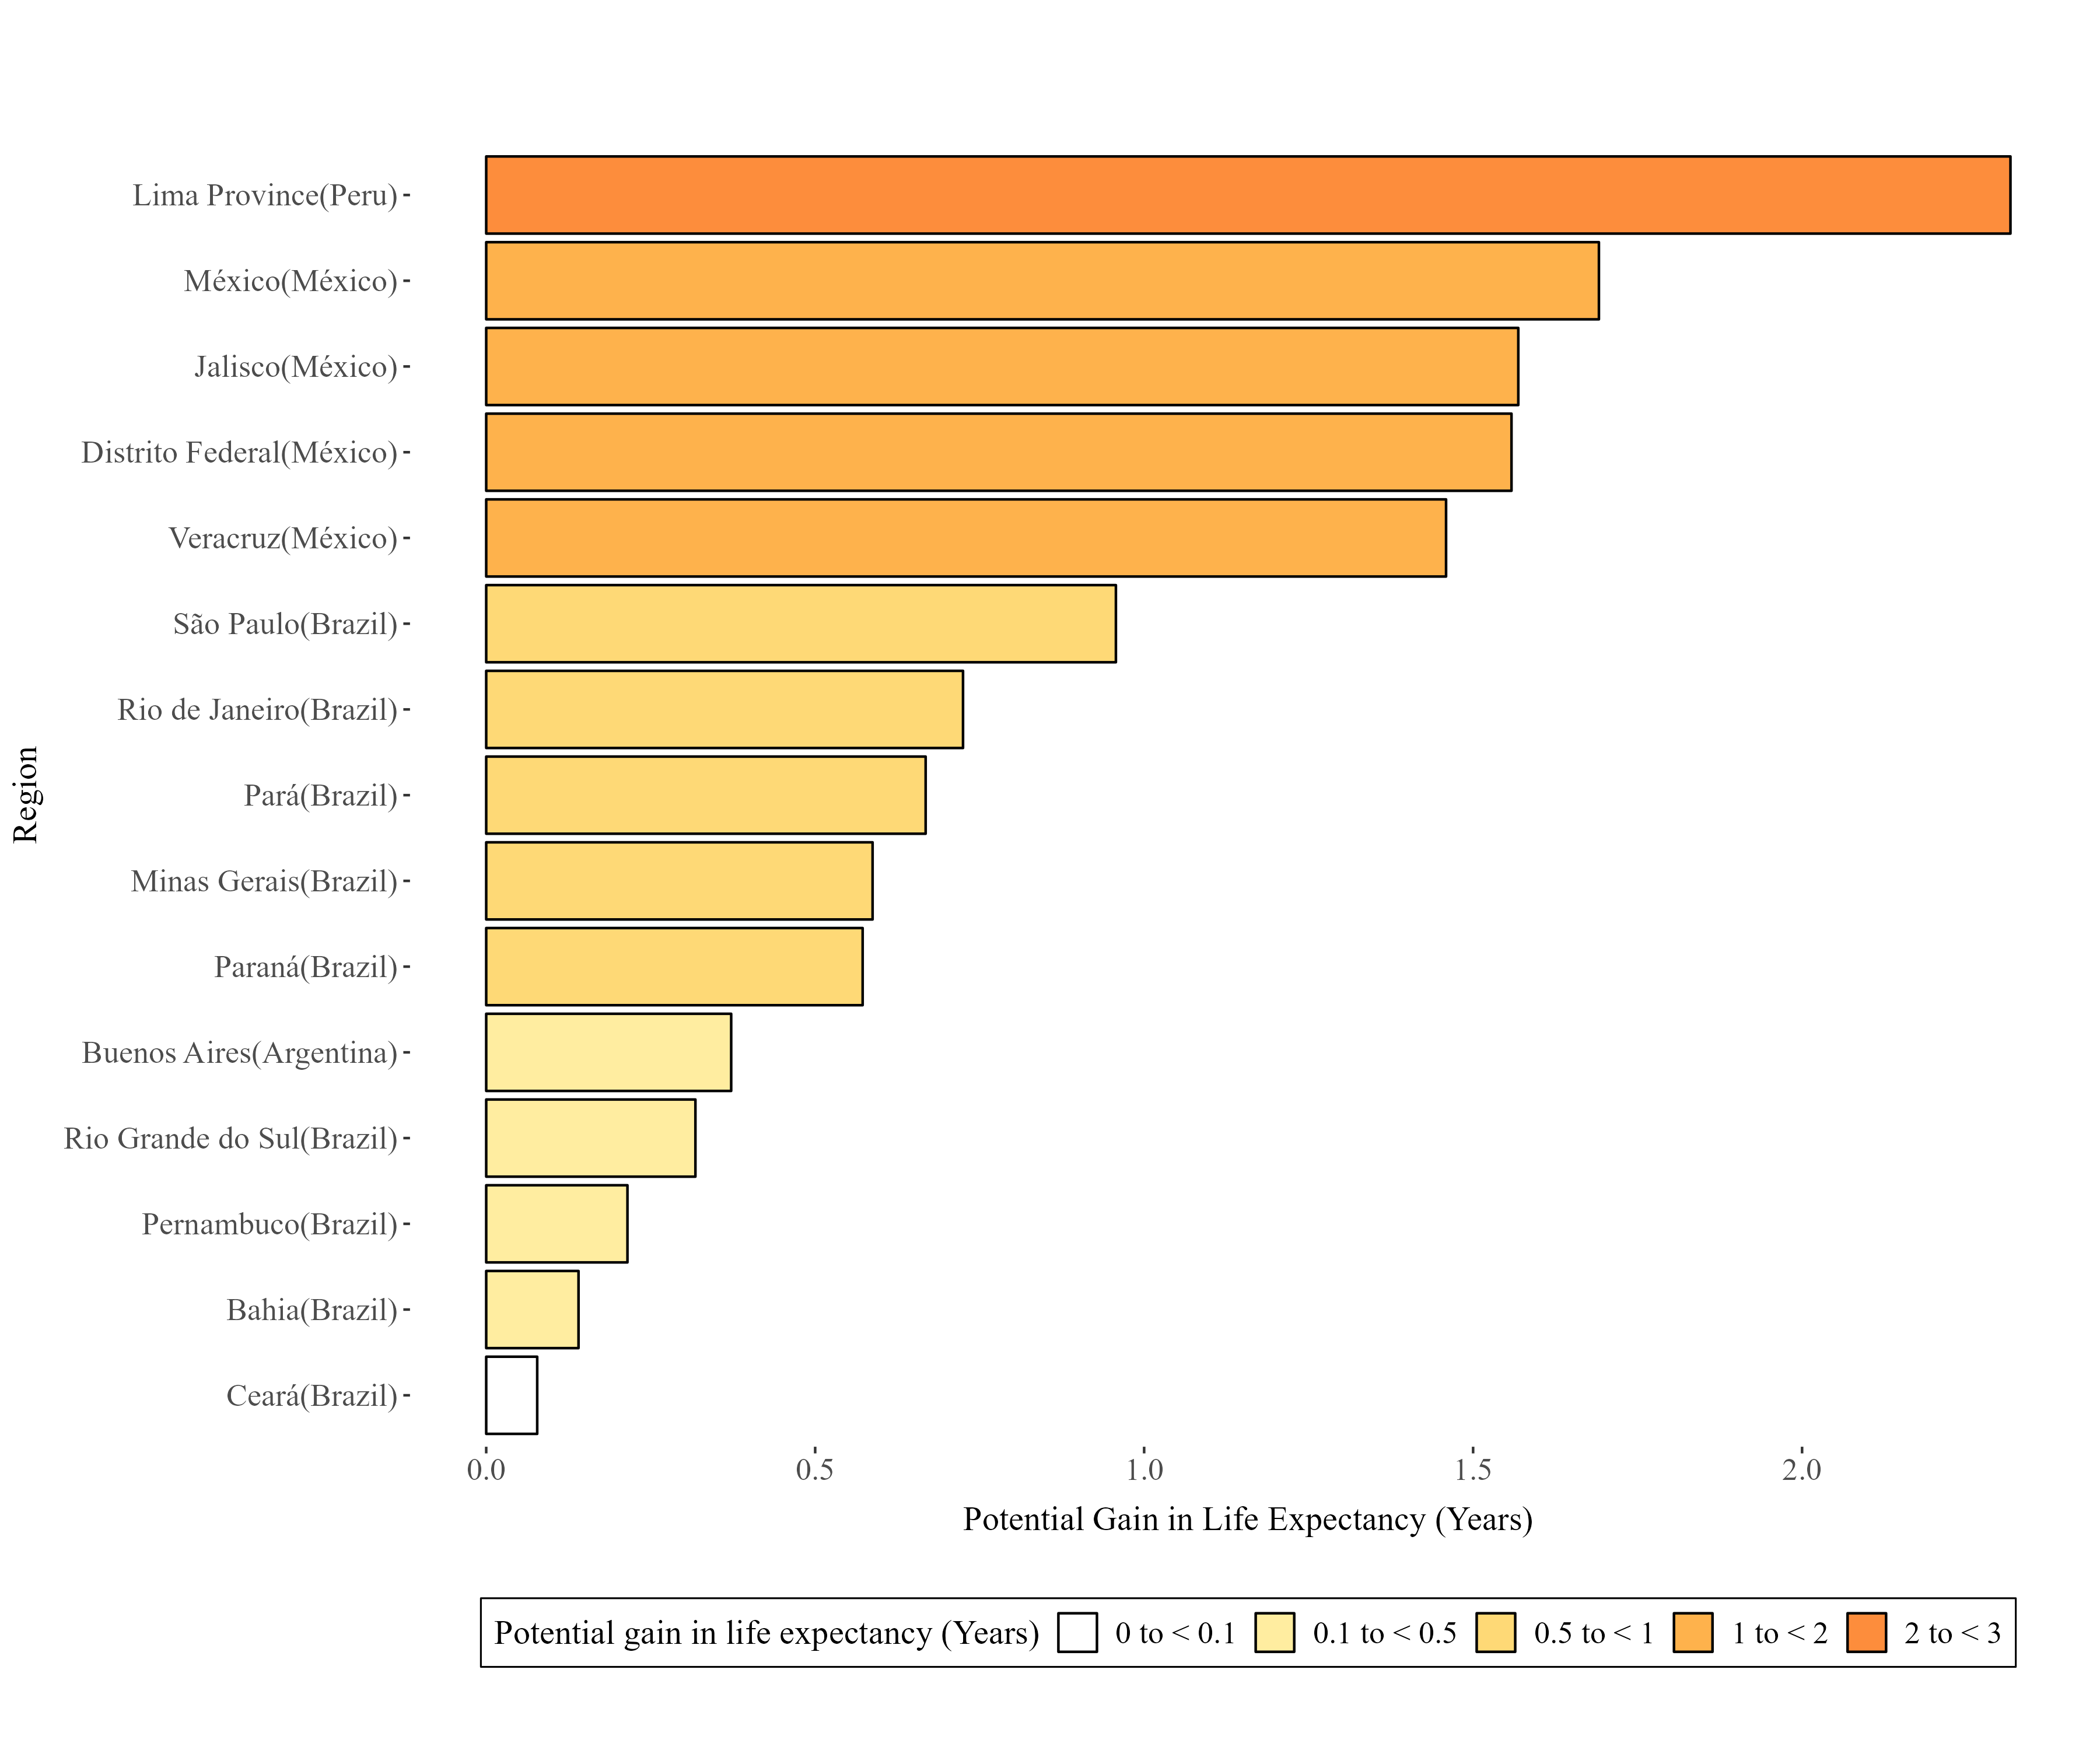 Lima Province(Peru)
México(México)
Jalisco(México)
Distrito Federal(México)
Veracruz(México)
São Paulo(Brazil)
Rio de Janeiro(Brazil)
Pará(Brazil)
Minas Gerais(Brazil)
Paraná(Brazil)
Buenos Aires(Argentina)
Rio Grande do Sul(Brazil)
Pernambuco(Brazil)
Bahia(Brazil)
Ceará(Brazil)
Region
0.0 0.5 1.0 1.5 2.0
Potential Gain in Life Expectancy (Years)
Potential gain in life expectancy (Years) 0 to < 0.1 0.1 to < 0.5 0.5 to < 1 1 to < 2 2 to < 3